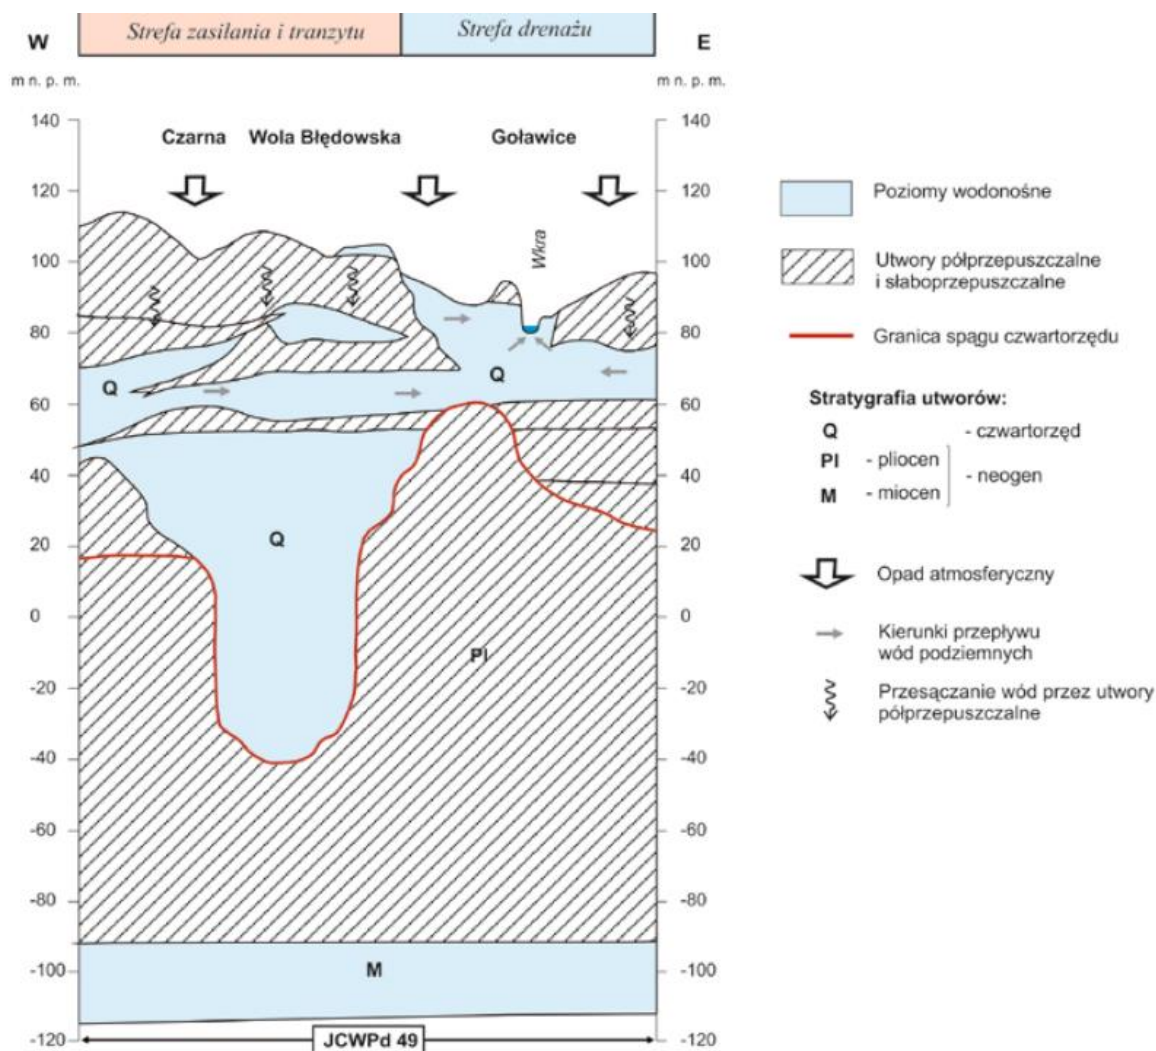 Strefa zasilania i tranzytu
Strefa drenażu
W
E
m n. p. m.
m n. p. m.
140
140
Czarna
Wola Błędowska
Goławice
120
120
Wkra
100
100
80
80
Q
Q
60
60
40
40
Q
20
20
0
0
Pl
-20
-20
-40
-40
-60
-60
-80
-80
-100
-100
M
-120
-120
JCWPd 49
Poziomy wodonośne
Utwory półprzepuszczalne
i słaboprzepuszczalne
Granica spągu czwartorzędu
Stratygrafia utworów:
Q - czwartorzęd
Pl - pliocen
- neogen
M - miocen
Opad atmosferyczny
Kierunki przepływu
wód podziemnych
Przesączanie wód przez utwory
półprzepuszczalne